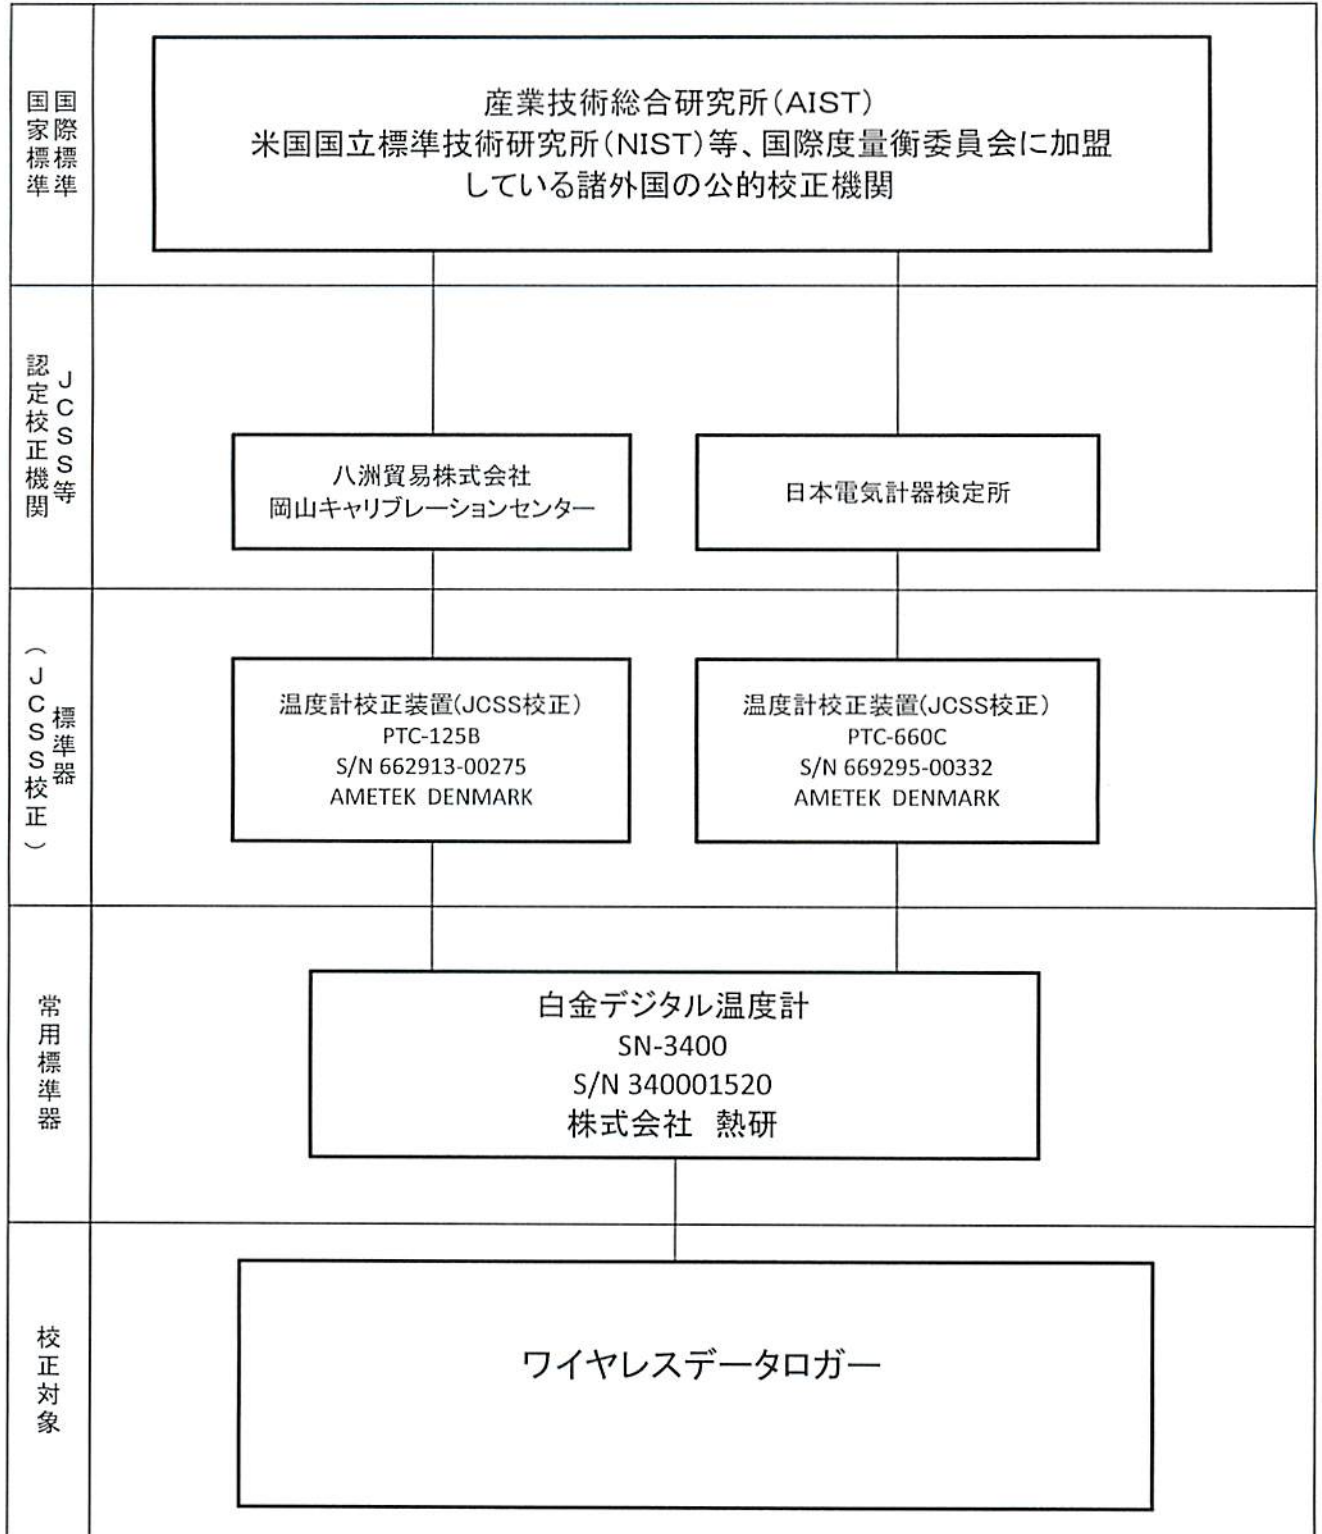 国際標準
国家標準
産業技術総合研究所(AIST)
米国国立標準技術研究所(NIST)等、国際度量衡委員会に加盟
している諸外国の公的校正機関
JCSS等
認定校正機関
八洲貿易株式会社
岡山キャリブレーションセンター
日本電気計器検定所
標準器
(JCSS校正)
温度計校正装置(JCSS校正)
PTC-125B
S/N 662913-00275
AMETEK DENMARK
温度計校正装置(JCSS校正)
PTC-660C
S/N 669295-00332
AMETEK DENMARK
常用標準器
白金デジタル温度計
SN-3400
S/N 340001520
株式会社 熱研
校正対象
ワイヤレスデータロガー